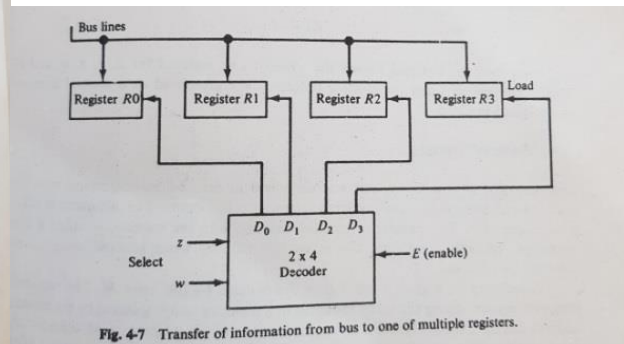 Bus lines
Register R0 Register R1 Register R2 Register R3 Load
D0 D1 D2 D3
z
Select 2 x 4 E (enable)
Decoder
w
Fig. 4-7 Transfer of information from bus to one of multiple registers.